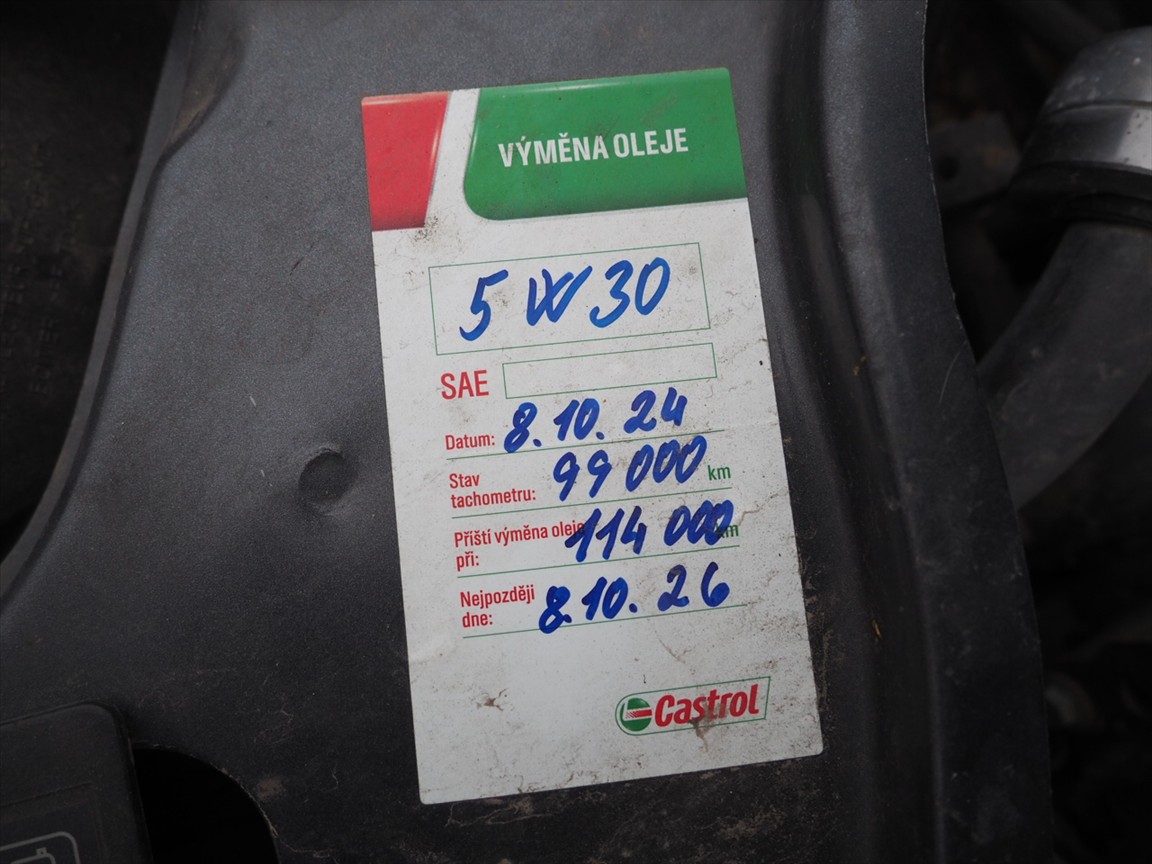 VÝMĚNA OLEJE
5W30
SAE
Datum: 8.10.24
Stav tachometru: 99 000 km
Příští výměna oleje při: 114 000 km
Nejpozději dne: 8.10.26
Castrol